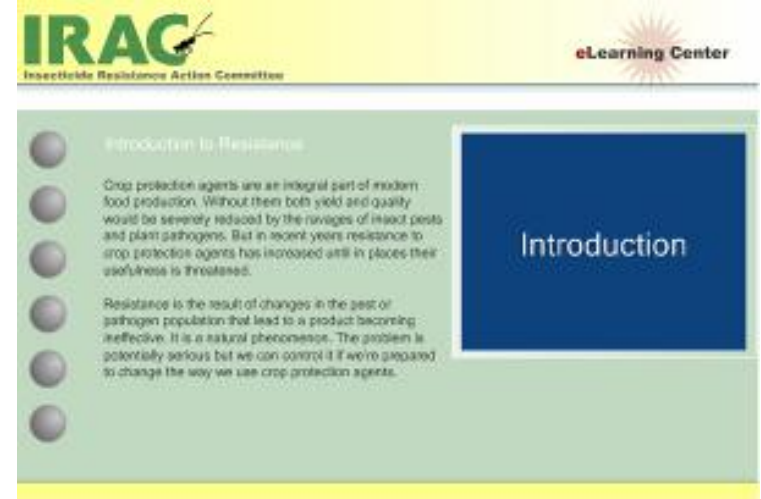 IRAC
Insecticide Resistance Action Committee
eLearning Center
Introduction to Resistance
Crop protection agents are an integral part of modern
food production. Without them both yield and quality
would be severely reduced by the ravages of insect pests
and plant pathogens. But in recent years resistance to
crop protection agents has increased until in places their
usefulness is threatened.
Resistance is the result of changes in the pest or
pathogen population that lead to a product becoming
ineffective. It is a natural phenomenon. The problem is
potentially serious but we can control it if we're prepared
to change the way we use crop protection agents.
Introduction